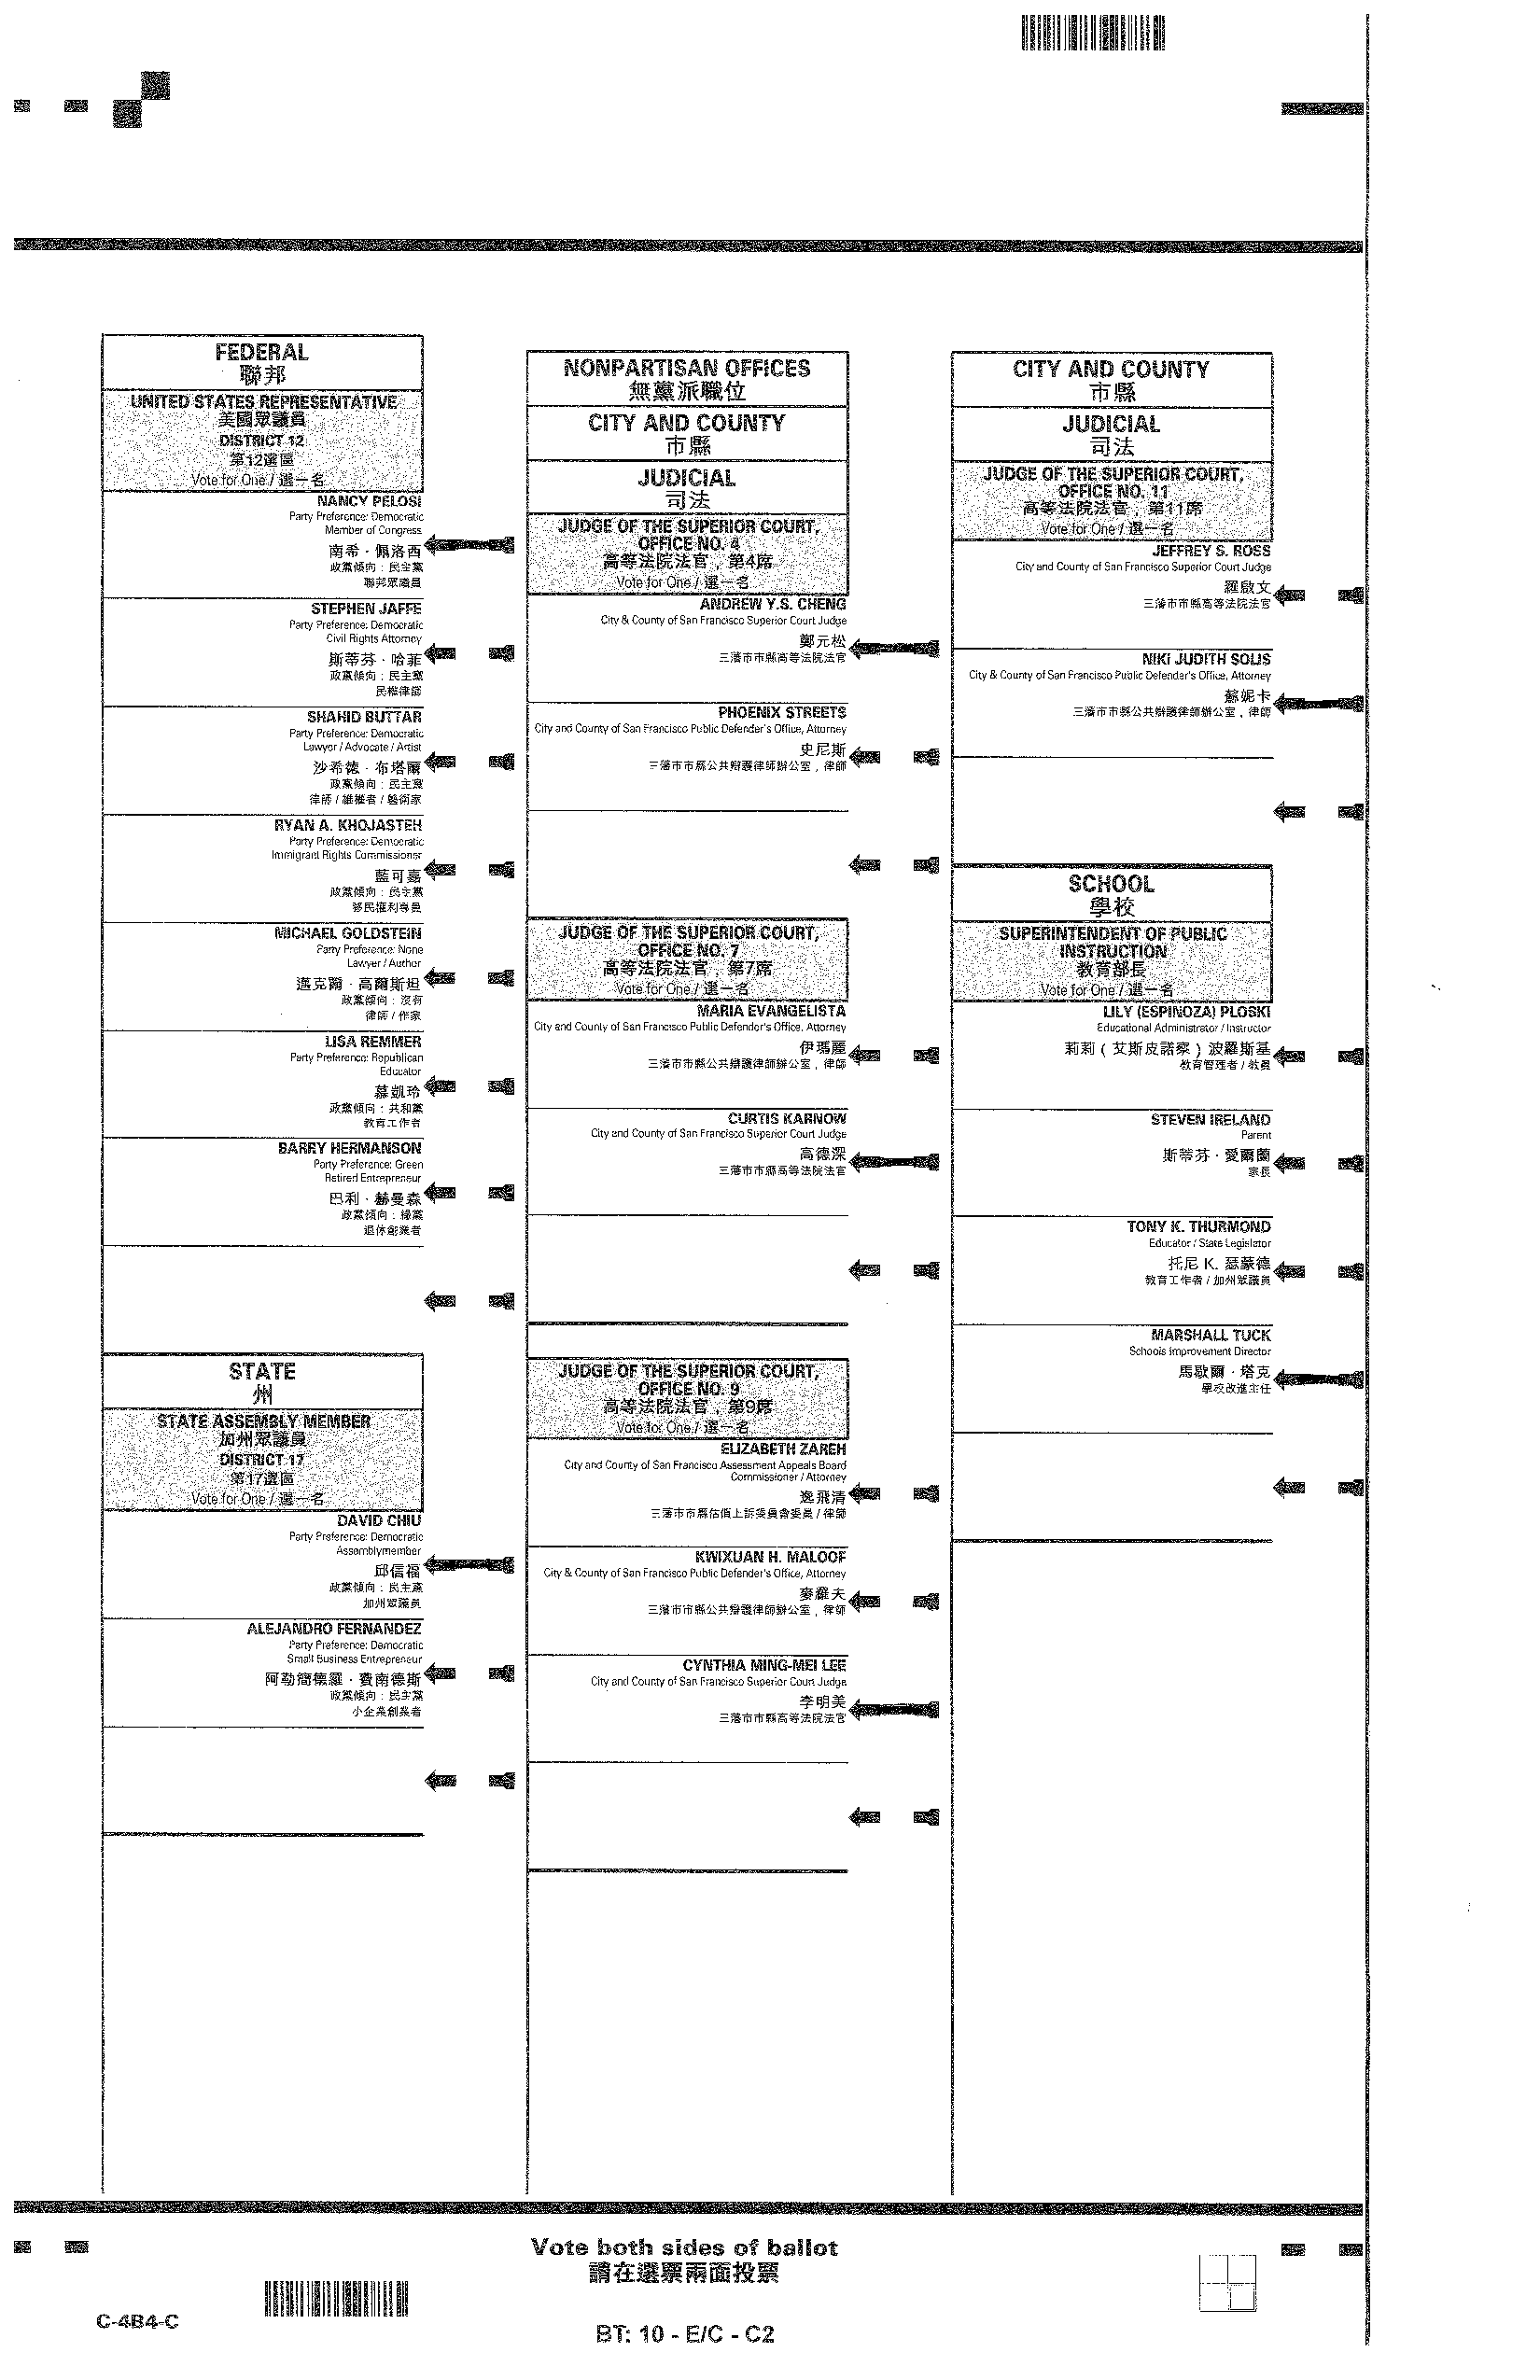 FEDERAL
聯邦
UNITED STATES REPRESENTATIVE
美國眾議員
DISTRICT 12
第12選區
Vote for One / 選一名
NANCY PELOSI
Party Preference: Democratic
Member of Congress
南希·佩洛西
政黨傾向：民主黨
聯邦眾議員
STEPHEN JAFFE
Party Preference: Democratic
Civil Rights Attorney
斯蒂芬·哈菲
政黨傾向：民主黨
民權律師
SHAHID BUTTAR
Party Preference: Democratic
Lawyer / Advocate / Artist
沙希德·布塔爾
政黨傾向：民主黨
律師 / 維權者 / 藝術家
RYAN A. KHOJASTEH
Party Preference: Democratic
Immigrant Rights Commissioner
藍可嘉
政黨傾向：民主黨
移民權利專員
MICHAEL GOLDSTEIN
Party Preference: None
Lawyer / Author
邁克爾·高爾斯坦
政黨傾向：沒有
律師 / 作家
LISA REMMER
Party Preference: Republican
Educator
慕凱玲
政黨傾向：共和黨
教育工作者
BARRY HERMANSON
Party Preference: Green
Retired Entrepreneur
巴利·赫曼森
政黨傾向：綠黨
退休創業者
STATE
州
STATE ASSEMBLY MEMBER
加州眾議員
DISTRICT 17
第17選區
Vote for One / 選一名
DAVID CHIU
Party Preference: Democratic
Assemblymember
邱信福
政黨傾向：民主黨
加州眾議員
ALEJANDRO FERNANDEZ
Party Preference: Democratic
Small Business Entrepreneur
阿勒簡德羅·費南德斯
政黨傾向：民主黨
小企業創業者
NONPARTISAN OFFICES
無黨派職位
CITY AND COUNTY
市縣
JUDICIAL
司法
JUDGE OF THE SUPERIOR COURT,
OFFICE NO. 4
高等法院法官，第4席
Vote for One / 選一名
ANDREW Y.S. CHENG
City & County of San Francisco Superior Court Judge
鄭元松
三藩市市縣高等法院法官
PHOENIX STREETS
City and County of San Francisco Public Defender's Office, Attorney
史尼斯
三藩市市縣公共辯護律師辦公室，律師
JUDGE OF THE SUPERIOR COURT,
OFFICE NO. 7
高等法院法官，第7席
Vote for One / 選一名
MARIA EVANGELISTA
City and County of San Francisco Public Defender's Office, Attorney
伊瑪麗
三藩市市縣公共辯護律師辦公室，律師
CURTIS KARNOW
City and County of San Francisco Superior Court Judge
高德深
三藩市市縣高等法院法官
JUDGE OF THE SUPERIOR COURT,
OFFICE NO. 9
高等法院法官，第9席
Vote for One / 選一名
ELIZABETH ZAREH
City and County of San Francisco Assessment Appeals Board
Commissioner / Attorney
逸飛清
三藩市市縣估值上訴委員會委員 / 律師
KWIXUAN H. MALOOF
City & County of San Francisco Public Defender's Office, Attorney
麥羅夫
三藩市市縣公共辯護律師辦公室，律師
CYNTHIA MING-MEI LEE
City and County of San Francisco Superior Court Judge
李明美
三藩市市縣高等法院法官
CITY AND COUNTY
市縣
JUDICIAL
司法
JUDGE OF THE SUPERIOR COURT,
OFFICE NO. 11
高等法院法官，第11席
Vote for One / 選一名
JEFFREY S. ROSS
City and County of San Francisco Superior Court Judge
羅啟文
三藩市市縣高等法院法官
NIKI JUDITH SOLIS
City & County of San Francisco Public Defender's Office, Attorney
蘇妮卡
三藩市市縣公共辯護律師辦公室，律師
SCHOOL
學校
SUPERINTENDENT OF PUBLIC
INSTRUCTION
教育部長
Vote for One / 選一名
LILY (ESPINOZA) PLOSKI
Educational Administrator / Instructor
莉莉（艾斯皮諾察）波羅斯基
教育管理者 / 教員
STEVEN IRELAND
Parent
斯蒂芬·愛爾蘭
家長
TONY K. THURMOND
Educator / State Legislator
托尼 K. 瑟蒙德
教育工作者 / 加州眾議員
MARSHALL TUCK
Schools Improvement Director
馬歇爾·塔克
學校改進主任
Vote both sides of ballot
請在選票兩面投票
C-4B4-C
BT: 10 - E/C - C2